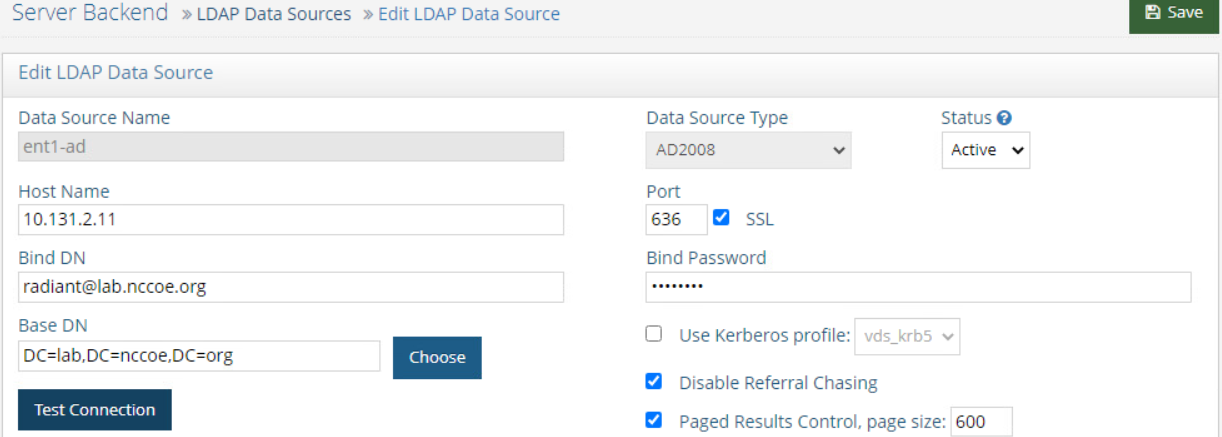 Server Backend » LDAP Data Sources » Edit LDAP Data Source Save
Edit LDAP Data Source
Data Source Name Data Source Type Status
ent1-ad AD2008 Active
Host Name Port
10.131.2.11 636 SSL
Bind DN Bind Password
radiant@lab.nccoe.org ••••••••
Base DN Use Kerberos profile: vds_krb5
DC=lab,DC=nccoe,DC=org Choose
Disable Referral Chasing
Test Connection
Paged Results Control, page size: 600